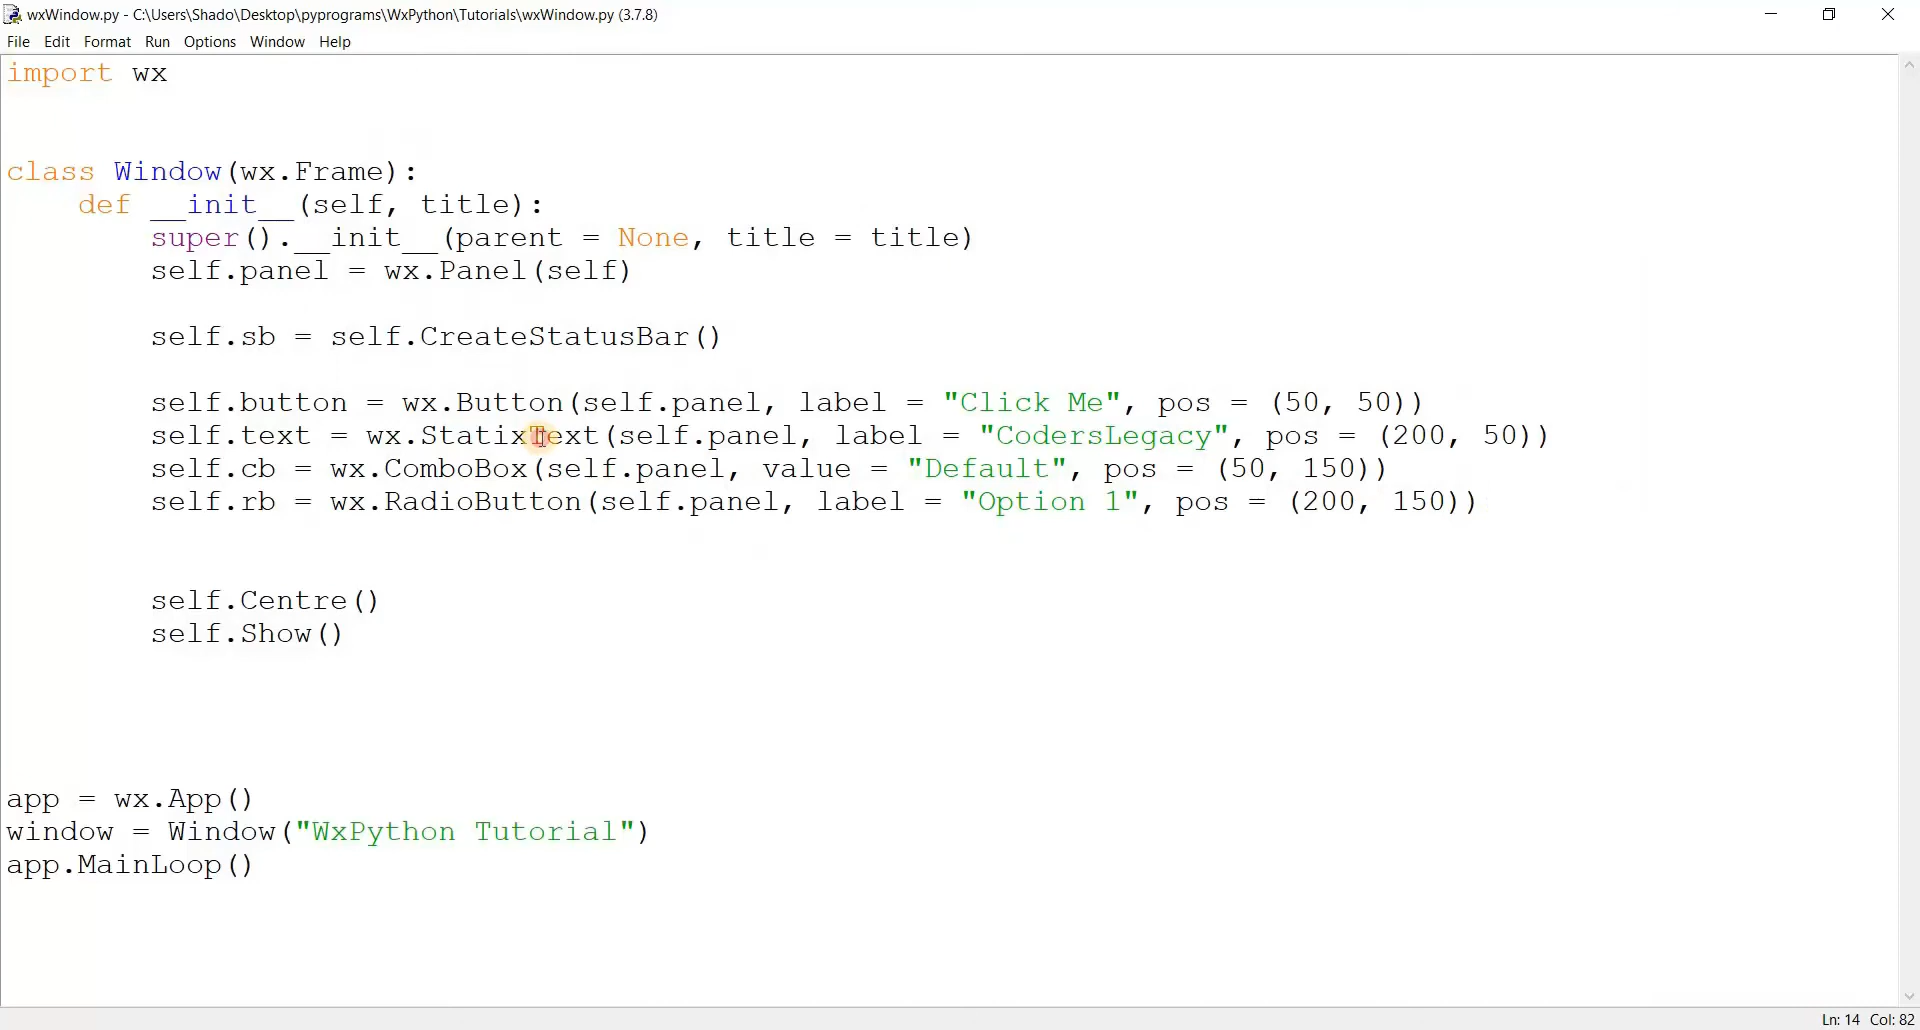 wxWindow.py - C:\Users\Shado\Desktop\pyprograms\WxPython\Tutorials\wxWindow.py (3.7.8)
File Edit Format Run Options Window Help
import wx
class Window(wx.Frame):
    def __init__(self, title):
        super().__init__(parent = None, title = title)
        self.panel = wx.Panel(self)
        self.sb = self.CreateStatusBar()
        self.button = wx.Button(self.panel, label = "Click Me", pos = (50, 50))
        self.text = wx.StatixText(self.panel, label = "CodersLegacy", pos = (200, 50))
        self.cb = wx.ComboBox(self.panel, value = "Default", pos = (50, 150))
        self.rb = wx.RadioButton(self.panel, label = "Option 1", pos = (200, 150))
        self.Centre()
        self.Show()
app = wx.App()
window = Window("WxPython Tutorial")
app.MainLoop()
Ln: 14 Col: 82